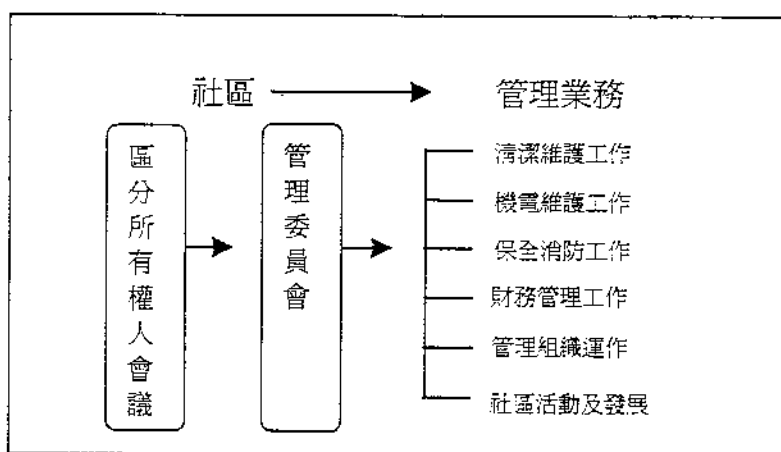 社區
管理業務
區分所有權人會議
管理委員會
清潔維護工作
機電維護工作
保全消防工作
財務管理工作
管理組織運作
社區活動及發展